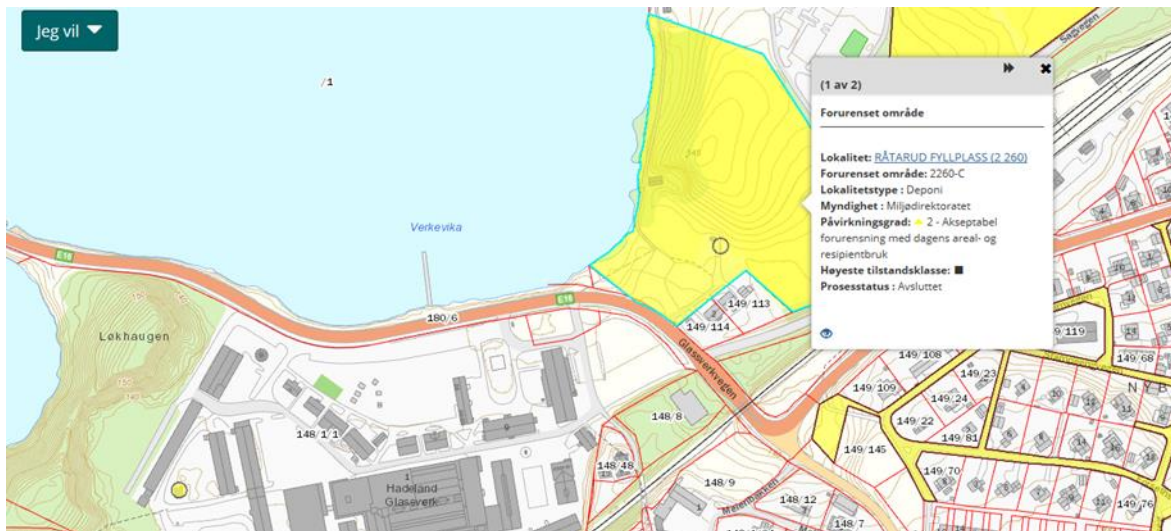 Jeg vil
/1
Verkevika
E16
E16
180/6
Løkhaugen
148/1/1
1
Hadeland
Glassverk
148/48
148/8
148/9
148/12
148/7
Glassverkvegen
149/113
149/114
149/109
149/108
149/22
149/24
149/23
149/81
149/145
149/70
149/68
149/76
Sagvegen
(1 av 2)
Forurenset område
Lokalitet: RÅTARUD FYLLPLASS (2 260)
Forurenset område: 2260-C
Lokalitetstype : Deponi
Myndighet : Miljødirektoratet
Påvirkningsgrad: 2 - Akseptabel
forurensning med dagens areal- og
resipientbruk
Høyeste tilstandsklasse:
Prosesstatus : Avsluttet